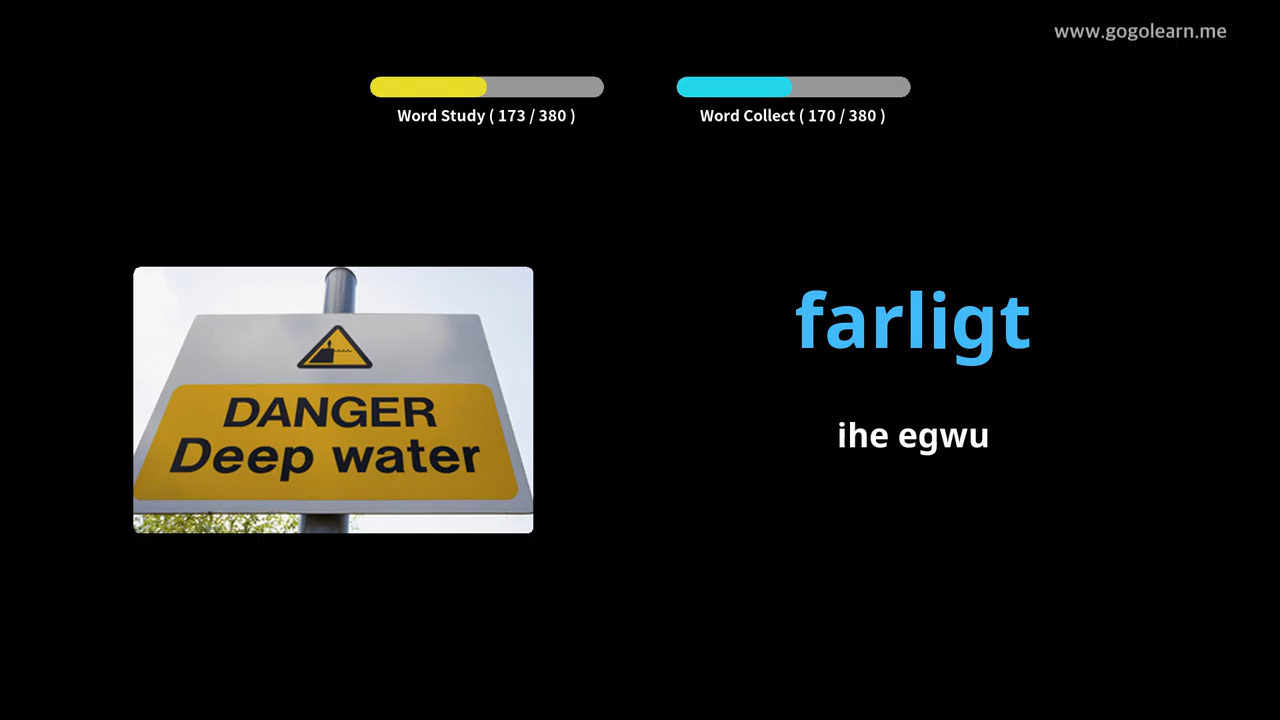 www.gogolearn.me
Word Study ( 173 / 380 )
Word Collect ( 170 / 380 )
DANGER
Deep water
farligt
ihe egwu